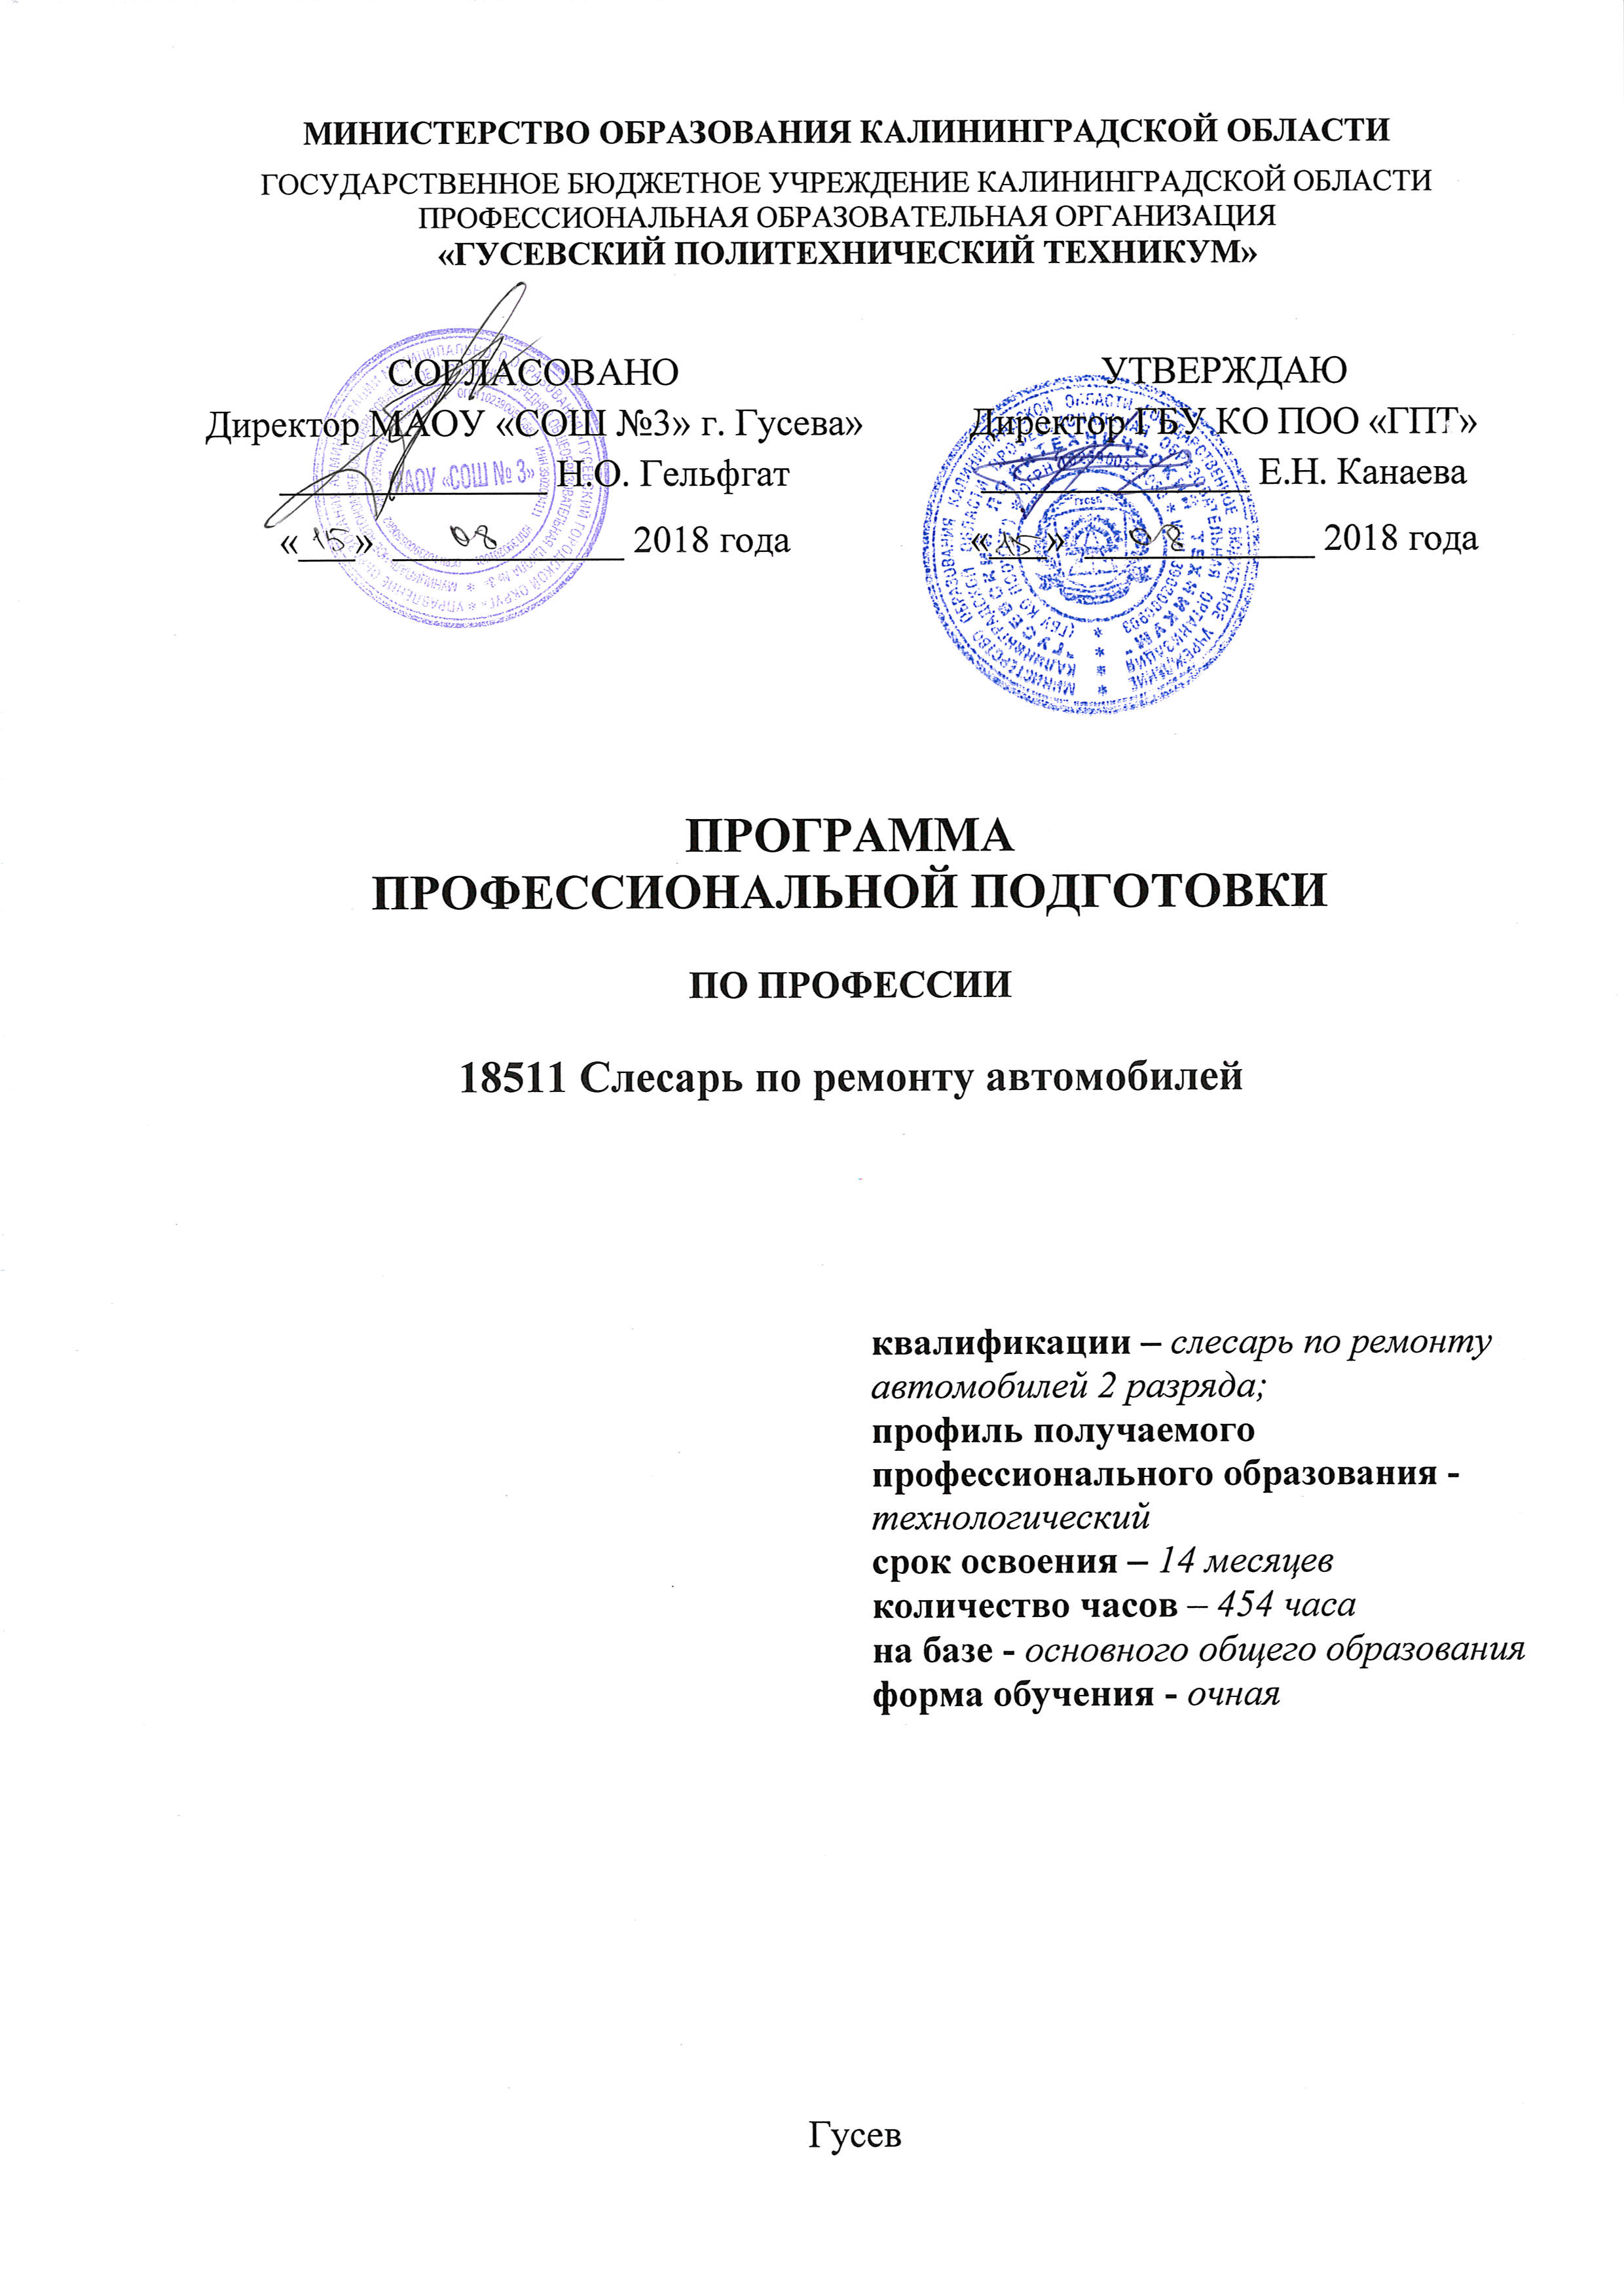 МИНИСТЕРСТВО ОБРАЗОВАНИЯ КАЛИНИНГРАДСКОЙ ОБЛАСТИ
ГОСУДАРСТВЕННОЕ БЮДЖЕТНОЕ УЧРЕЖДЕНИЕ КАЛИНИНГРАДСКОЙ ОБЛАСТИ
ПРОФЕССИОНАЛЬНАЯ ОБРАЗОВАТЕЛЬНАЯ ОРГАНИЗАЦИЯ
«ГУСЕВСКИЙ ПОЛИТЕХНИЧЕСКИЙ ТЕХНИКУМ»
СОГЛАСОВАНО
Директор МАОУ «СОШ №3» г. Гусева»
Н.О. Гельфгат
«15» 08 2018 года
МАОУ «СОШ № 3»
УТВЕРЖДАЮ
Директор ГБУ КО ПОО «ГПТ»
Е.Н. Канаева
«15» 08 2018 года
ПРОГРАММА
ПРОФЕССИОНАЛЬНОЙ ПОДГОТОВКИ
ПО ПРОФЕССИИ
18511 Слесарь по ремонту автомобилей
квалификации – слесарь по ремонту
автомобилей 2 разряда;
профиль получаемого
профессионального образования -
технологический
срок освоения – 14 месяцев
количество часов – 454 часа
на базе - основного общего образования
форма обучения - очная
Гусев